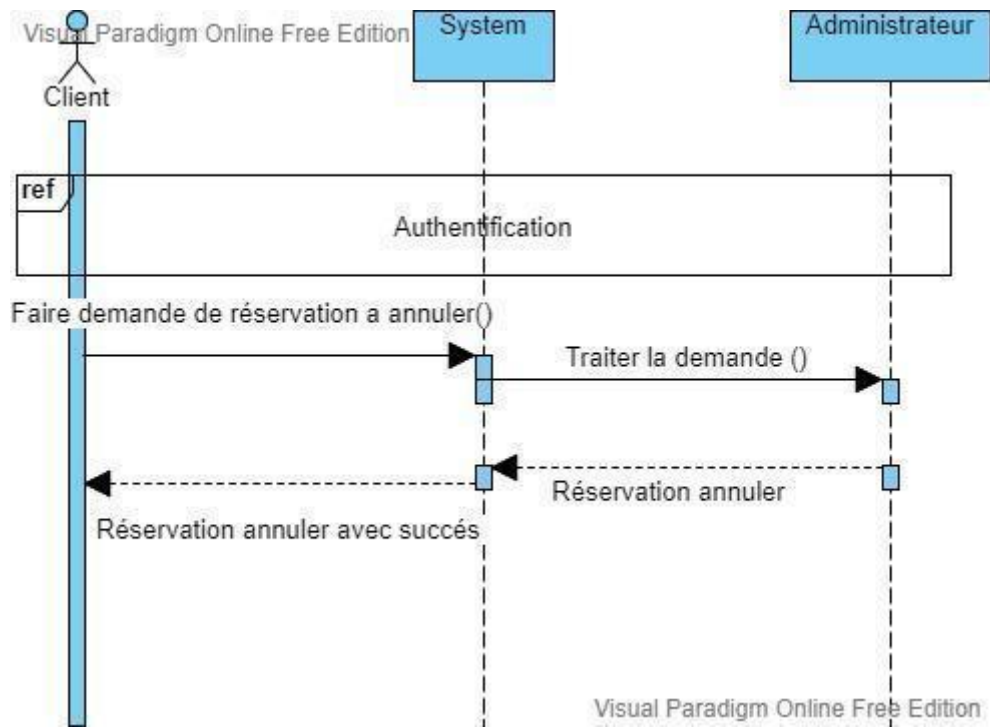 Visual Paradigm Online Free Edition
System
Administrateur
Client
ref
Authentification
Faire demande de réservation a annuler()
Traiter la demande ()
Réservation annuler
Réservation annuler avec succés
Visual Paradigm Online Free Edition